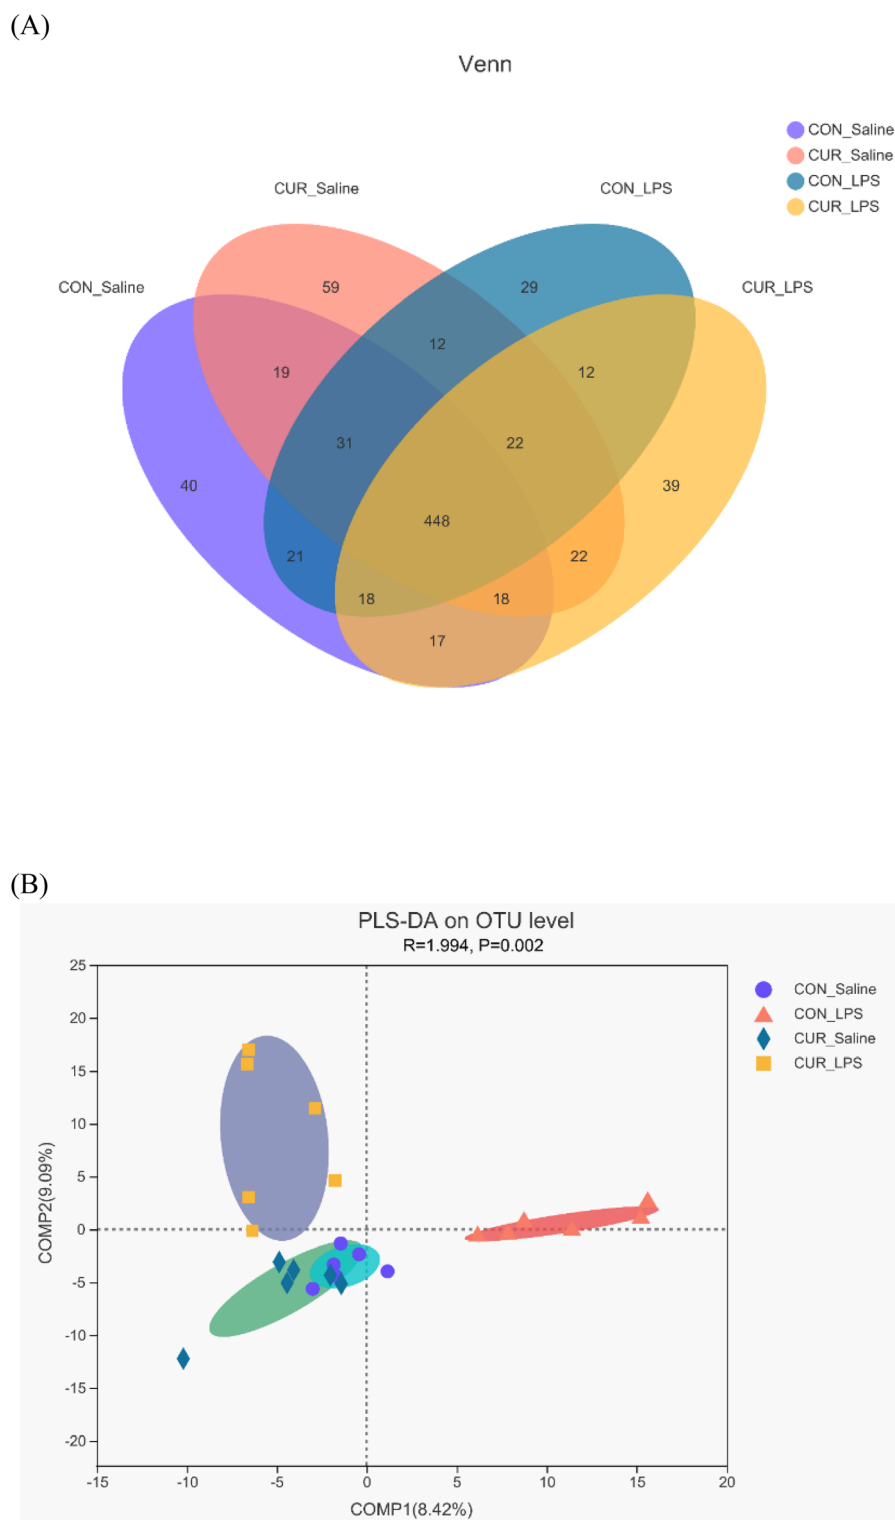 (A)
Venn
CON_Saline
CUR_Saline
CON_LPS
CUR_LPS
CUR_Saline
CON_LPS
CON_Saline
CUR_LPS
59
29
12
19
12
31
22
40
39
448
21
22
18
18
17
(B)
PLS-DA on OTU level
R=1.994, P=0.002
CON_Saline
CON_LPS
CUR_Saline
CUR_LPS
COMP2(9.09%)
25
20
15
10
5
0
-5
-10
-15
-20
-15
-10
-5
0
5
10
15
20
COMP1(8.42%)